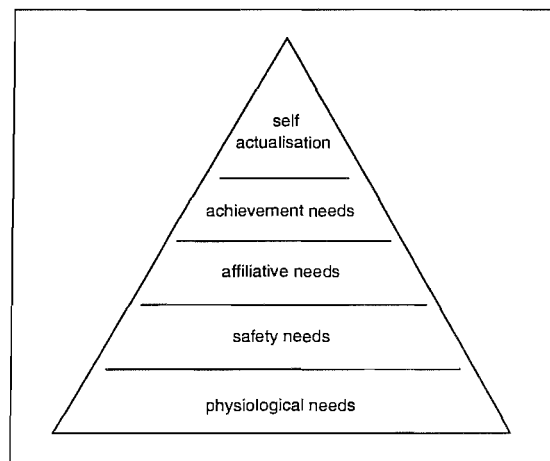 self
actualisation
achievement needs
affiliative needs
safety needs
physiological needs